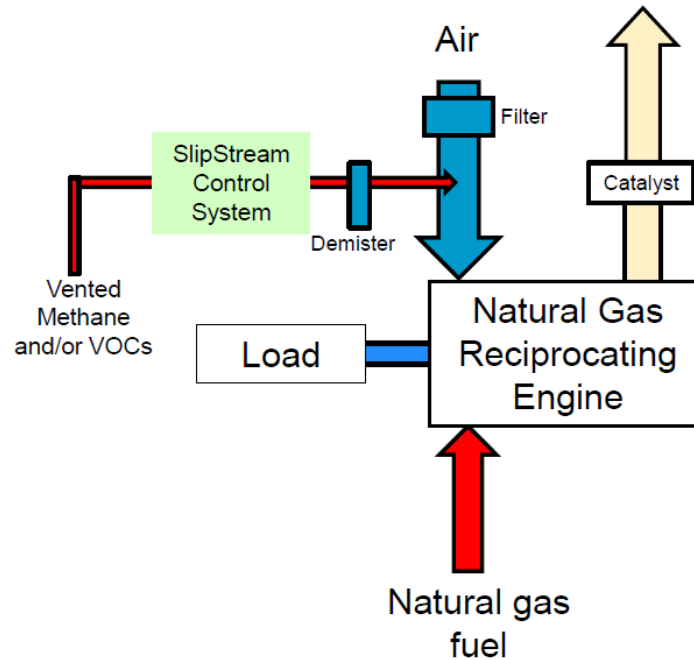 Air
Filter
SlipStream
Control
System
Demister
Catalyst
Vented
Methane
and/or VOCs
Load
Natural Gas
Reciprocating
Engine
Natural gas
fuel